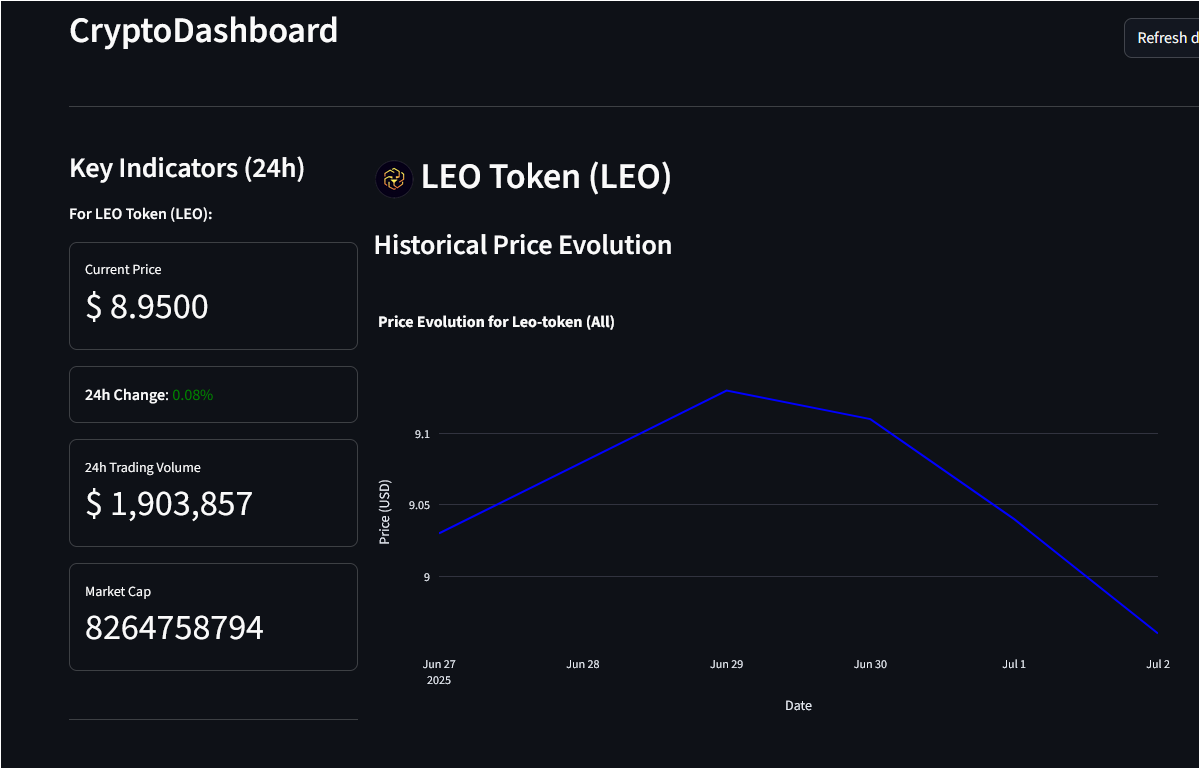 CryptoDashboard
Refresh d
Key Indicators (24h)
For LEO Token (LEO):
Current Price
$ 8.9500
24h Change: 0.08%
24h Trading Volume
$ 1,903,857
Market Cap
8264758794
LEO Token (LEO)
Historical Price Evolution
Price Evolution for Leo-token (All)
Price (USD)
9.1
9.05
9
Jun 27
2025
Jun 28
Jun 29
Jun 30
Jul 1
Jul 2
Date